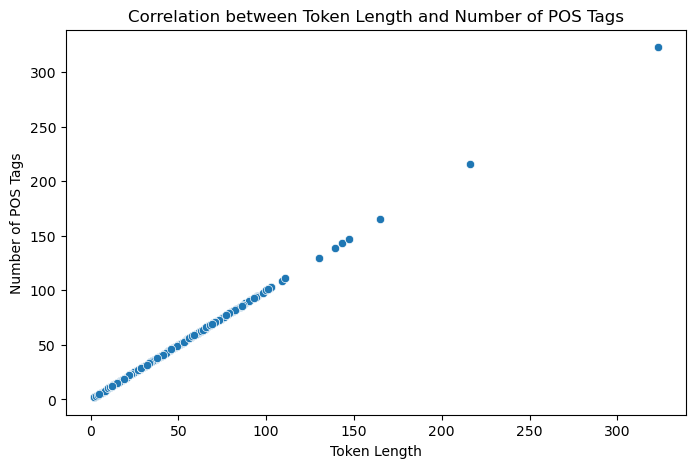 Correlation between Token Length and Number of POS Tags
Number of POS Tags
300
250
200
150
100
50
0
0 50 100 150 200 250 300
Token Length